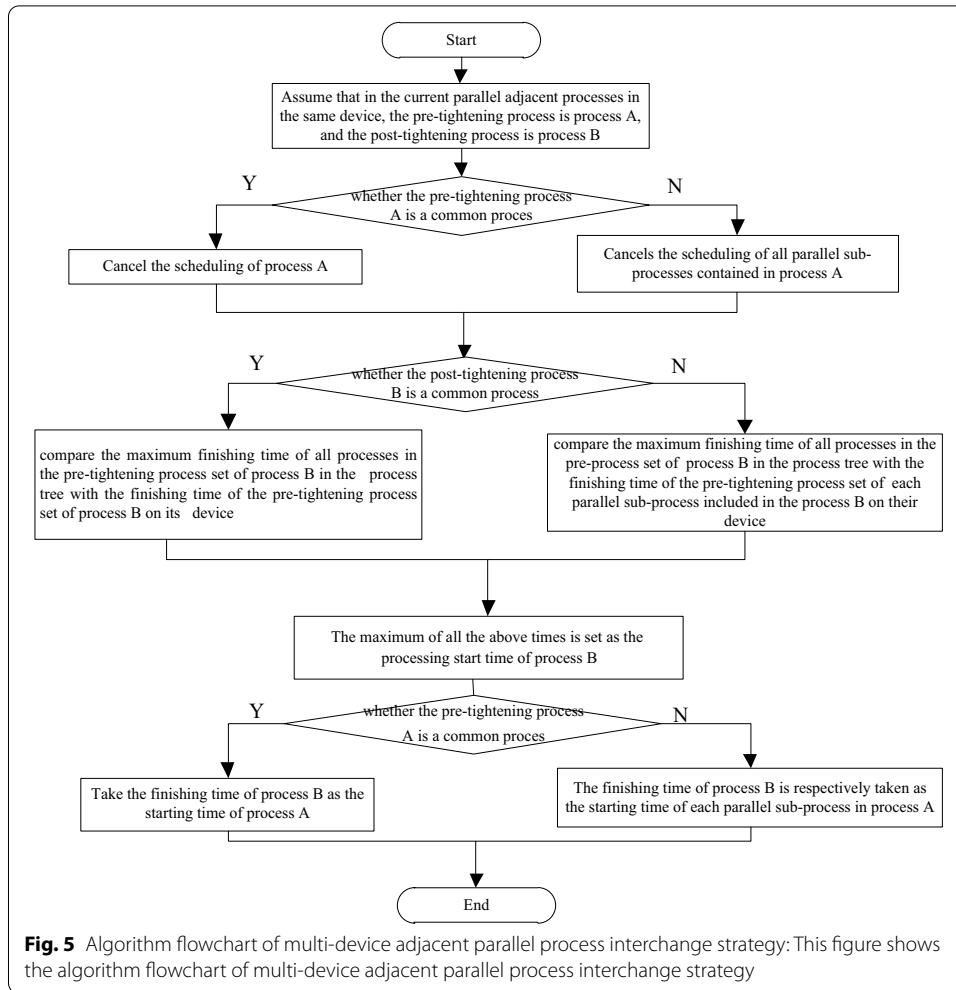 Start
Assume that in the current parallel adjacent processes in
the same device, the pre-tightening process is process A,
and the post-tightening process is process B
Y
N
whether the pre-tightening process
A is a common proces
Cancel the scheduling of process A
Cancels the scheduling of all parallel sub-
processes contained in process A
Y
N
whether the post-tightening process
B is a common process
compare the maximum finishing time of all processes in
the pre-tightening process set of process B in the process
tree with the finishing time of the pre-tightening process
set of process B on its device
compare the maximum finishing time of all processes in the
pre-process set of process B in the process tree with the
finishing time of the pre-tightening process set of each
parallel sub-process included in the process B on their
device
The maximum of all the above times is set as the
processing start time of process B
Y
N
whether the pre-tightening process
A is a common proces
Take the finishing time of process B as the
starting time of process A
The finishing time of process B is respectively taken as
the starting time of each parallel sub-process in process A
End
Fig. 5 Algorithm flowchart of multi-device adjacent parallel process interchange strategy: This figure shows
the algorithm flowchart of multi-device adjacent parallel process interchange strategy